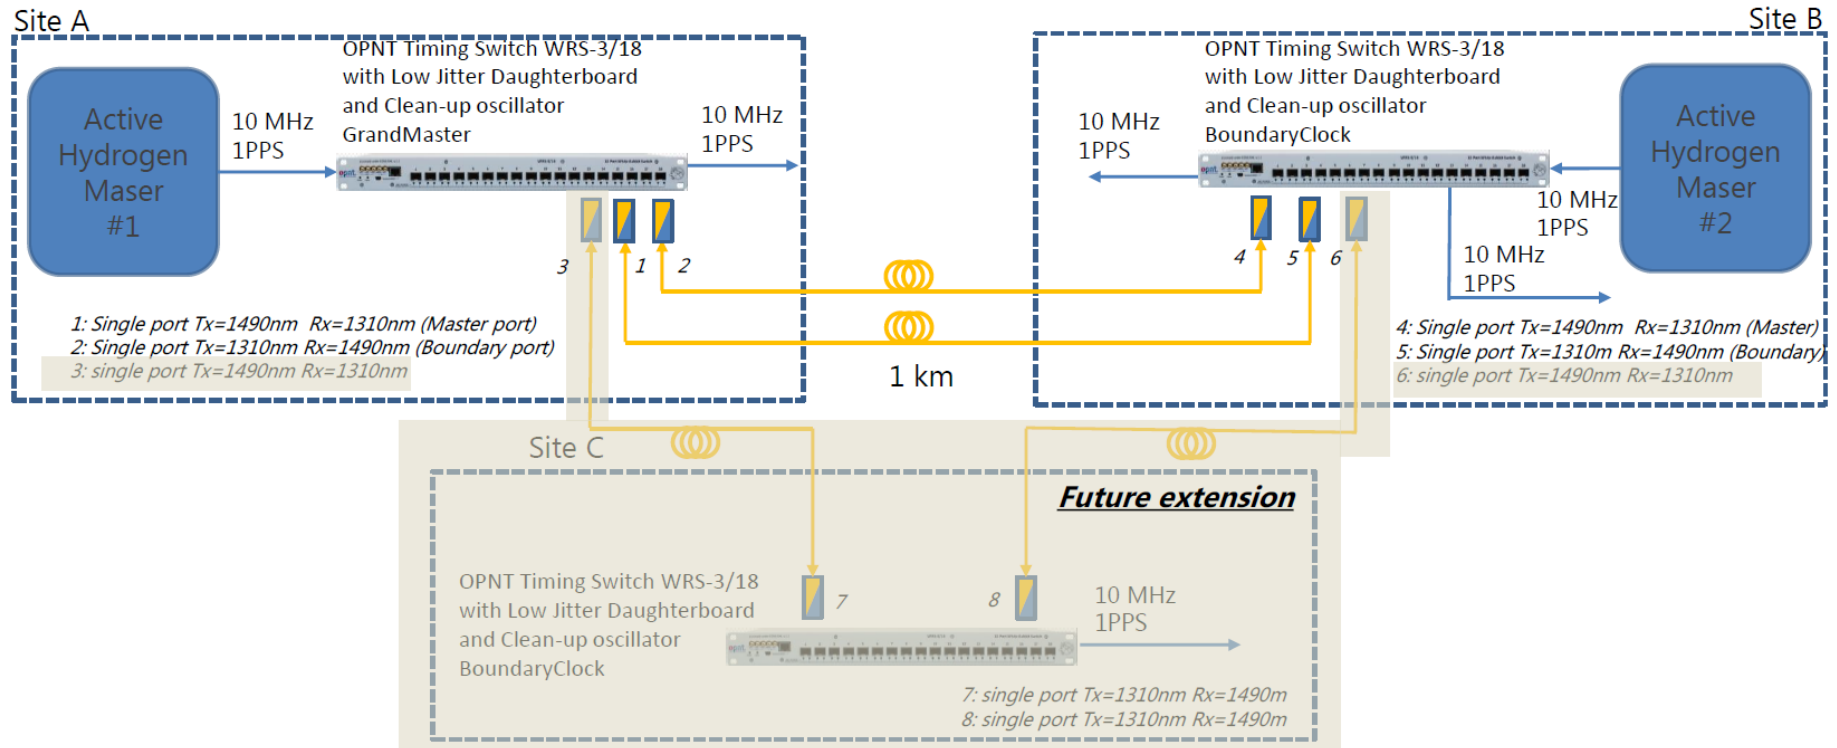 Site A
Site B
OPNT Timing Switch WRS-3/18
with Low Jitter Daughterboard
and Clean-up oscillator
GrandMaster
Active
Hydrogen
Maser
#1
10 MHz
1PPS
10 MHz
1PPS
opnt
3
1
2
1: Single port Tx=1490nm Rx=1310nm (Master port)
2: Single port Tx=1310nm Rx=1490nm (Boundary port)
3: single port Tx=1490nm Rx=1310nm
1 km
OPNT Timing Switch WRS-3/18
with Low Jitter Daughterboard
and Clean-up oscillator
BoundaryClock
10 MHz
1PPS
opnt
Active
Hydrogen
Maser
#2
10 MHz
1PPS
10 MHz
1PPS
4
5
6
4: Single port Tx=1490nm Rx=1310nm (Master)
5: Single port Tx=1310m Rx=1490nm (Boundary)
6: single port Tx=1490nm Rx=1310nm
Site C
Future extension
OPNT Timing Switch WRS-3/18
with Low Jitter Daughterboard
and Clean-up oscillator
BoundaryClock
7
8
10 MHz
1PPS
opnt
7: single port Tx=1310nm Rx=1490m
8: single port Tx=1310nm Rx=1490m